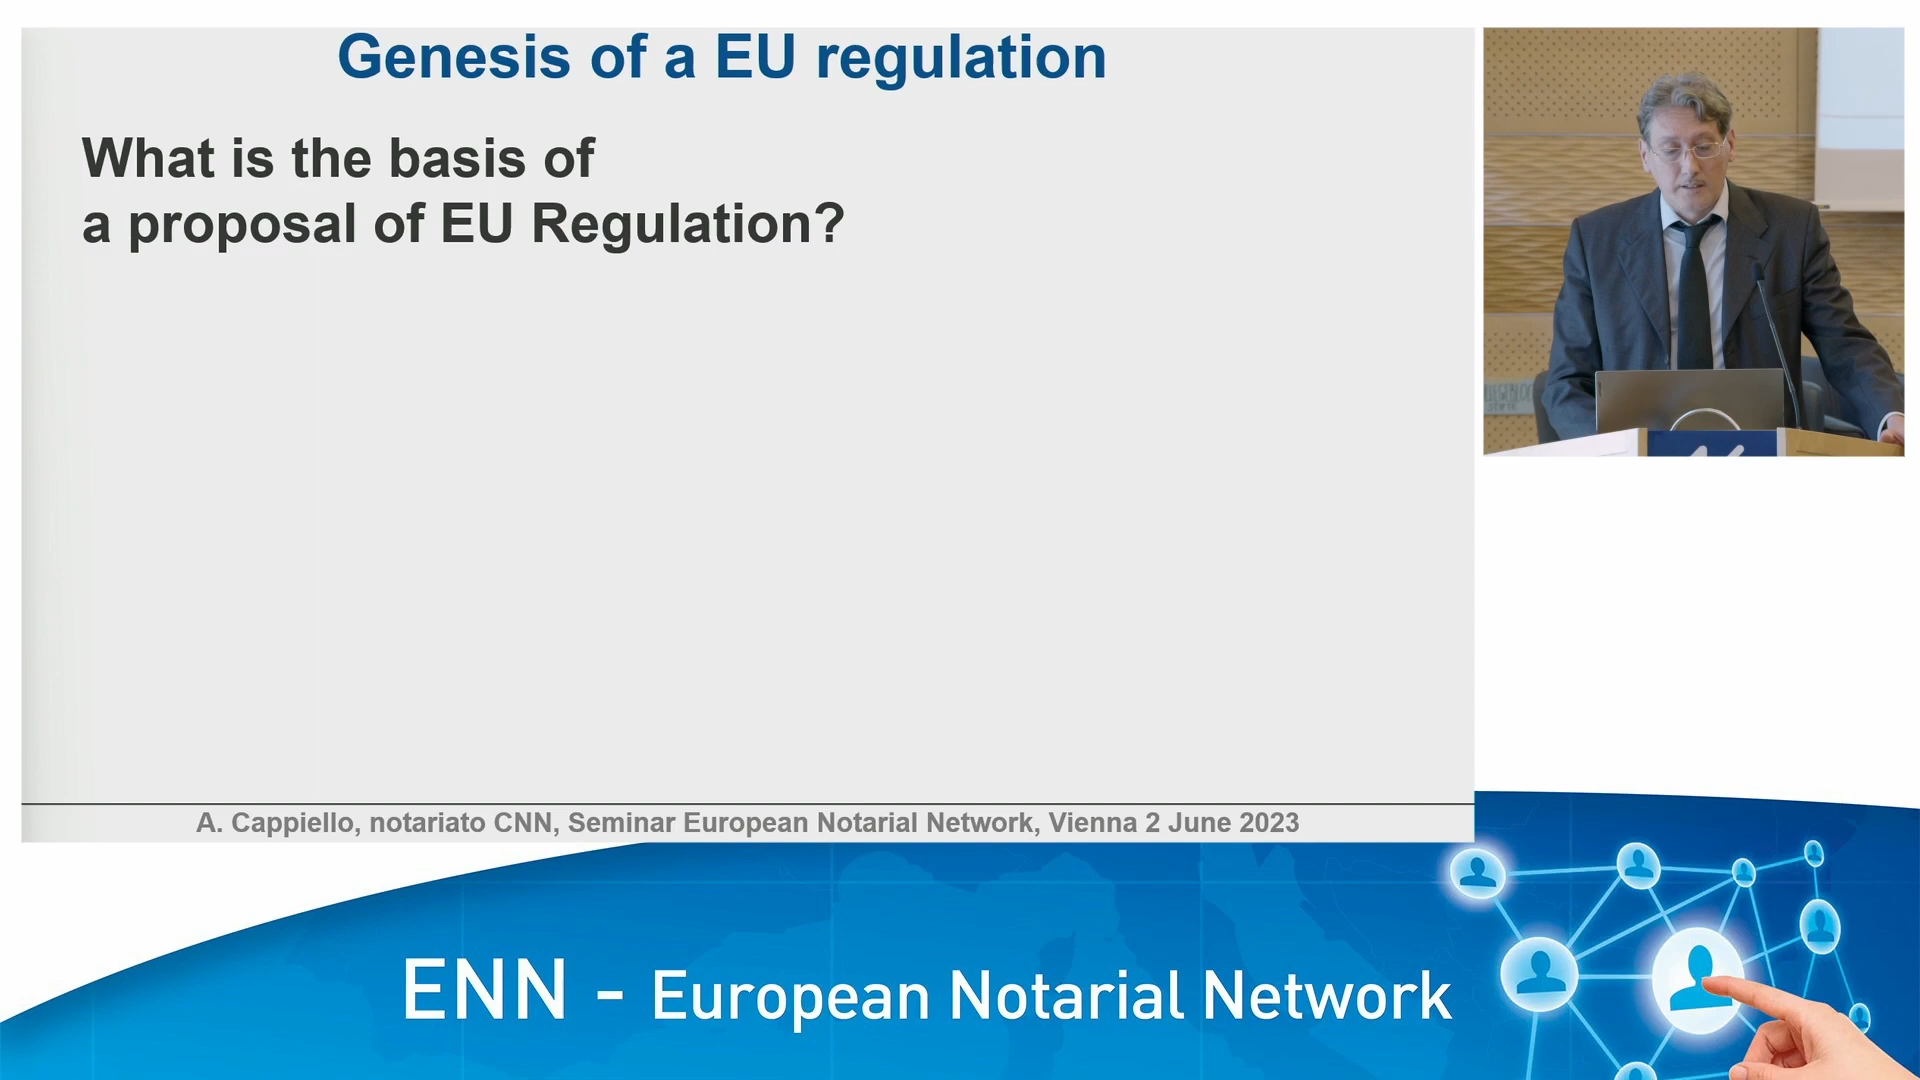 Genesis of a EU regulation
What is the basis of
a proposal of EU Regulation?
A. Cappiello, notariato CNN, Seminar European Notarial Network, Vienna 2 June 2023
ENN - European Notarial Network